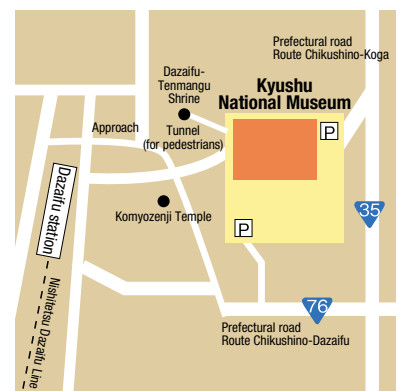 Prefectural road
Route Chikushino-Koga
Dazaifu-
Tenmangu
Shrine
Kyushu
National Museum
P
Approach
Tunnel
(for pedestrians)
Komyozenji Temple
P
35
Dazaifu station
Nishitetsu Dazaifu Line
76
Prefectural road
Route Chikushino-Dazaifu